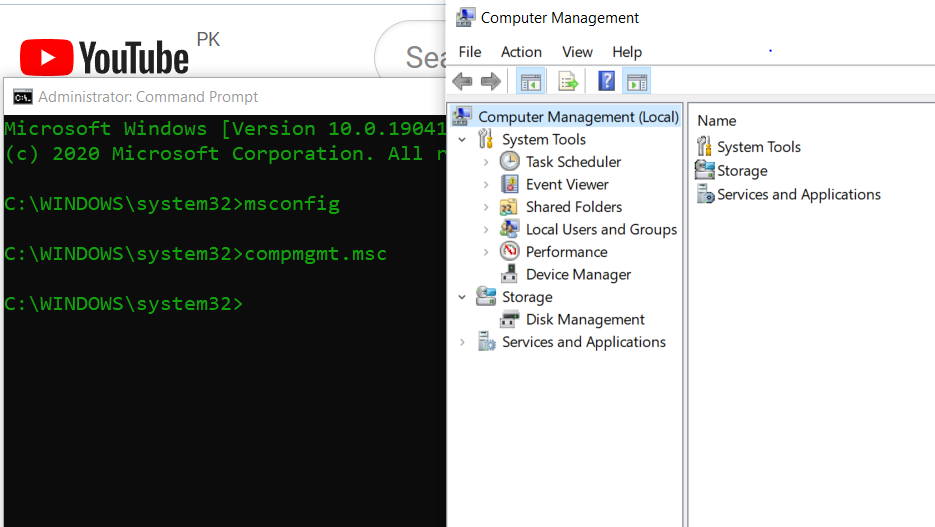 YouTube PK
Sea
Administrator: Command Prompt
Microsoft Windows [Version 10.0.19041
(c) 2020 Microsoft Corporation. All r
C:\WINDOWS\system32>msconfig
C:\WINDOWS\system32>compmgmt.msc
C:\WINDOWS\system32>
Computer Management
File Action View Help
Computer Management (Local)
System Tools
Task Scheduler
Event Viewer
Shared Folders
Local Users and Groups
Performance
Device Manager
Storage
Disk Management
Services and Applications
Name
System Tools
Storage
Services and Applications